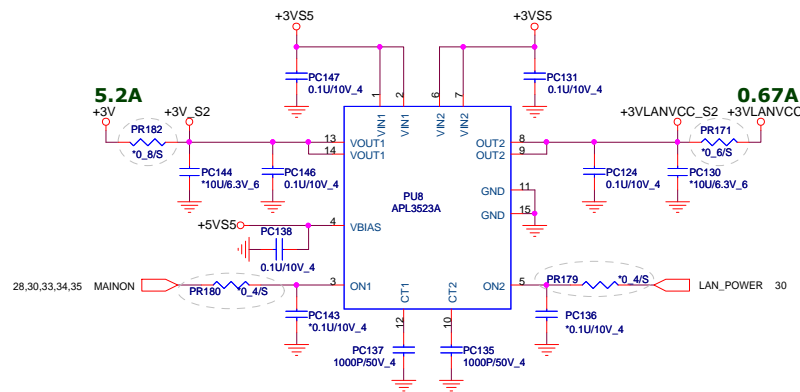 +3VS5
+3VS5
PC147
0.1U/10V_4
PC131
0.1U/10V_4
1
2
6
7
5.2A
+3V
+3V_S2
0.67A
+3VLANVCC_S2
+3VLANVCC
PR182
*0_8/S
PR171
*0_6/S
VIN1
VIN1
VIN2
VIN2
13
14
VOUT1
VOUT1
OUT2
OUT2
8
9
PC144
*10U/6.3V_6
PC146
0.1U/10V_4
PC124
0.1U/10V_4
PC130
*10U/6.3V_6
PU8
APL3523A
GND
11
GND
15
+5VS5
4
VBIAS
PC138
0.1U/10V_4
28,30,33,34,35 MAINON
PR180
*0_4/S
3
ON1
CT1
CT2
ON2
5
PR179
*0_4/S
LAN_POWER 30
PC143
*0.1U/10V_4
12
10
PC136
*0.1U/10V_4
PC137
1000P/50V_4
PC135
1000P/50V_4